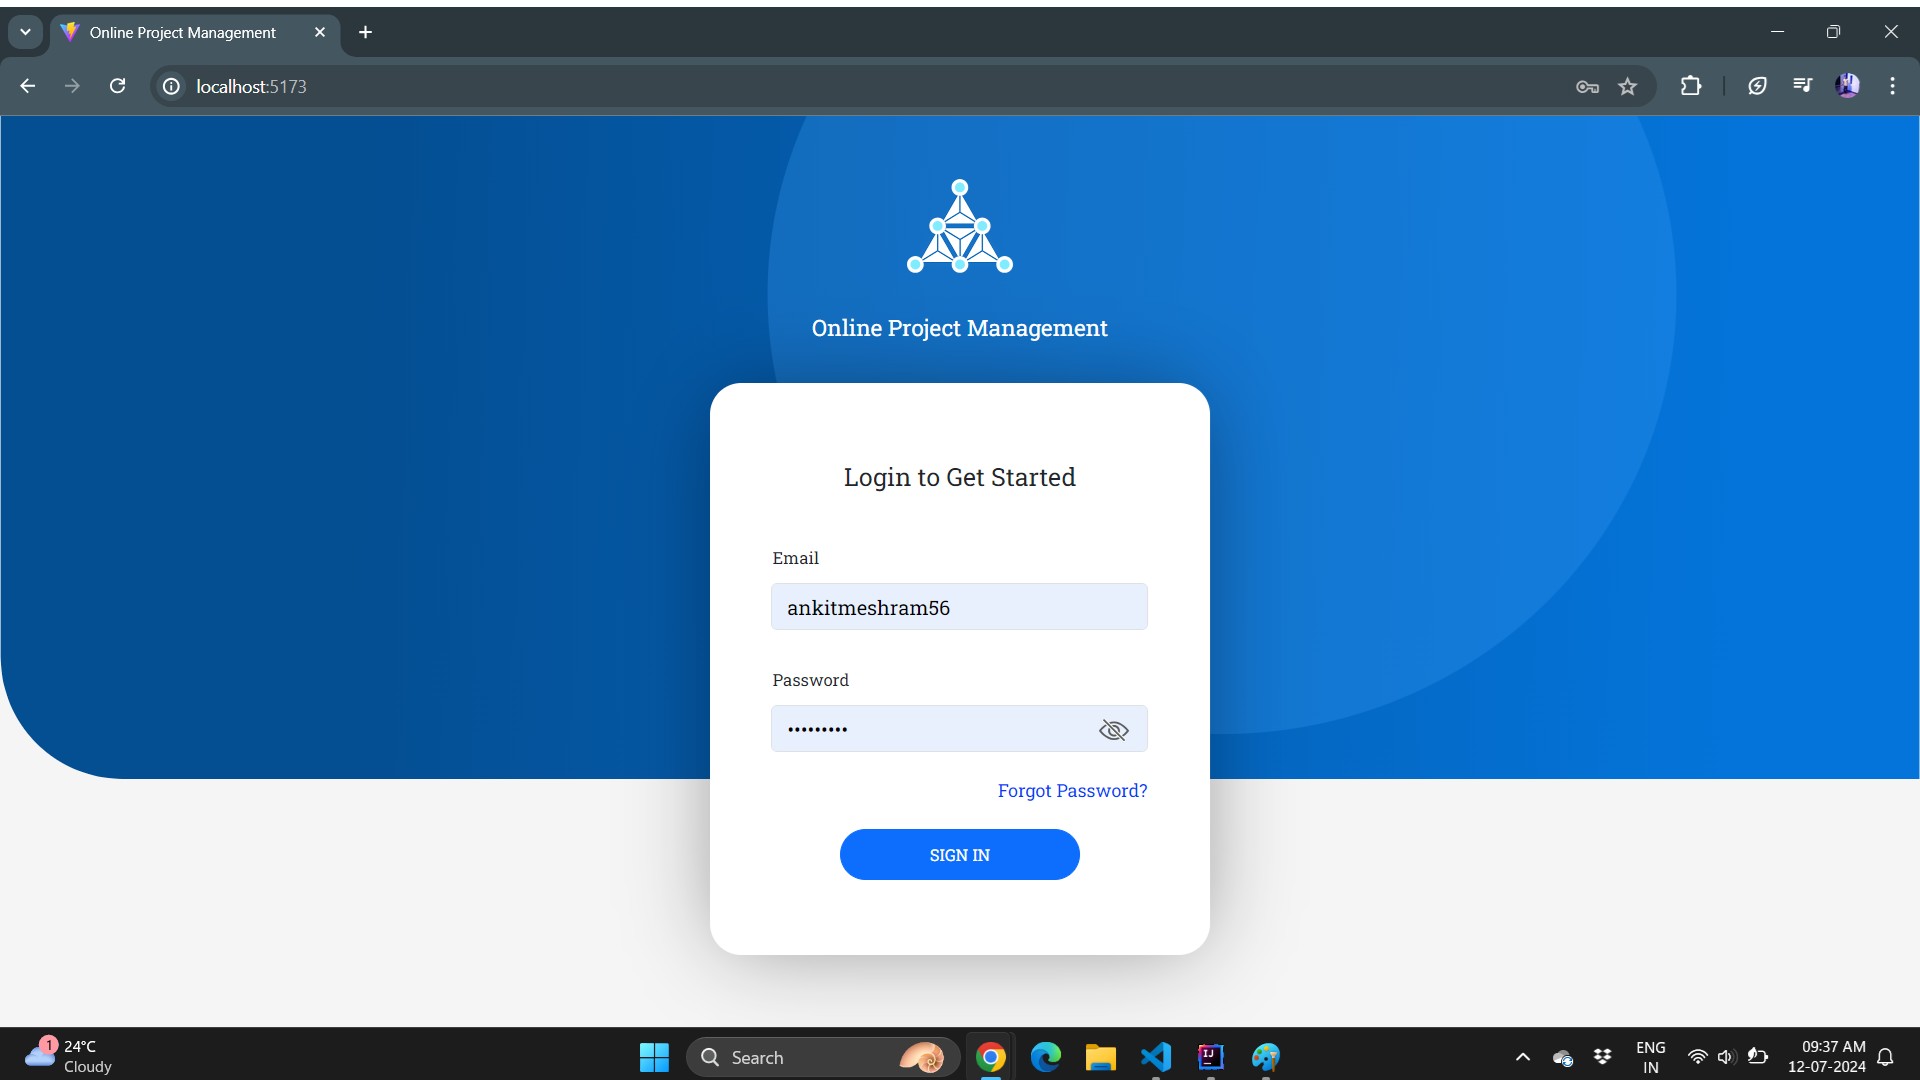 Online Project Management
localhost:5173
Online Project Management
Login to Get Started
Email
ankitmeshram56
Password
•••••••••
Forgot Password?
SIGN IN
1
24°C
Cloudy
Search
IJ
ENG
IN
09:37 AM
12-07-2024